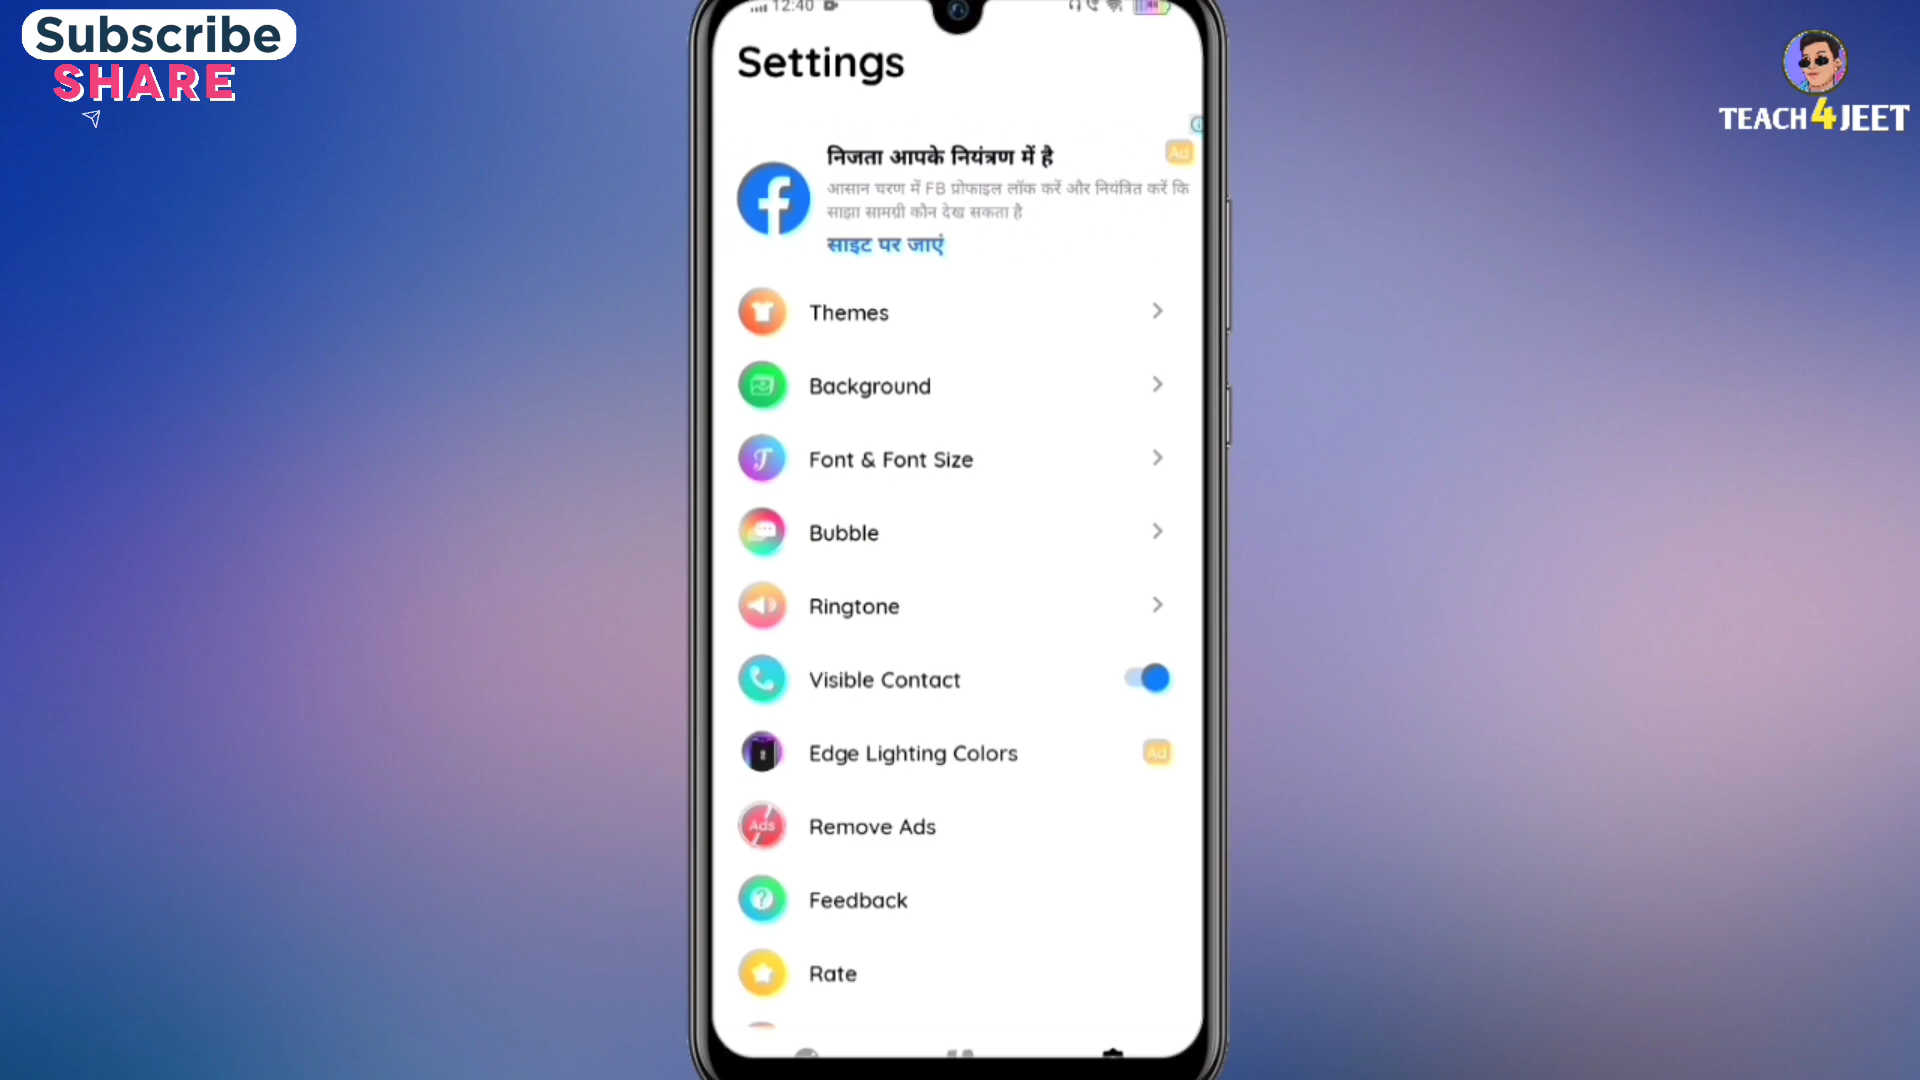 Subscribe
SHARE
TEACH4JEET
12:40
Settings
निजता आपके नियंत्रण में है
Ad
आसान चरण में FB प्रोफाइल लॉक करें और नियंत्रित करें कि
साझा सामग्री कौन देख सकता है
साइट पर जाएं
Themes
Background
Font & Font Size
Bubble
Ringtone
Visible Contact
Edge Lighting Colors
Ad
Ads
Remove Ads
Feedback
Rate